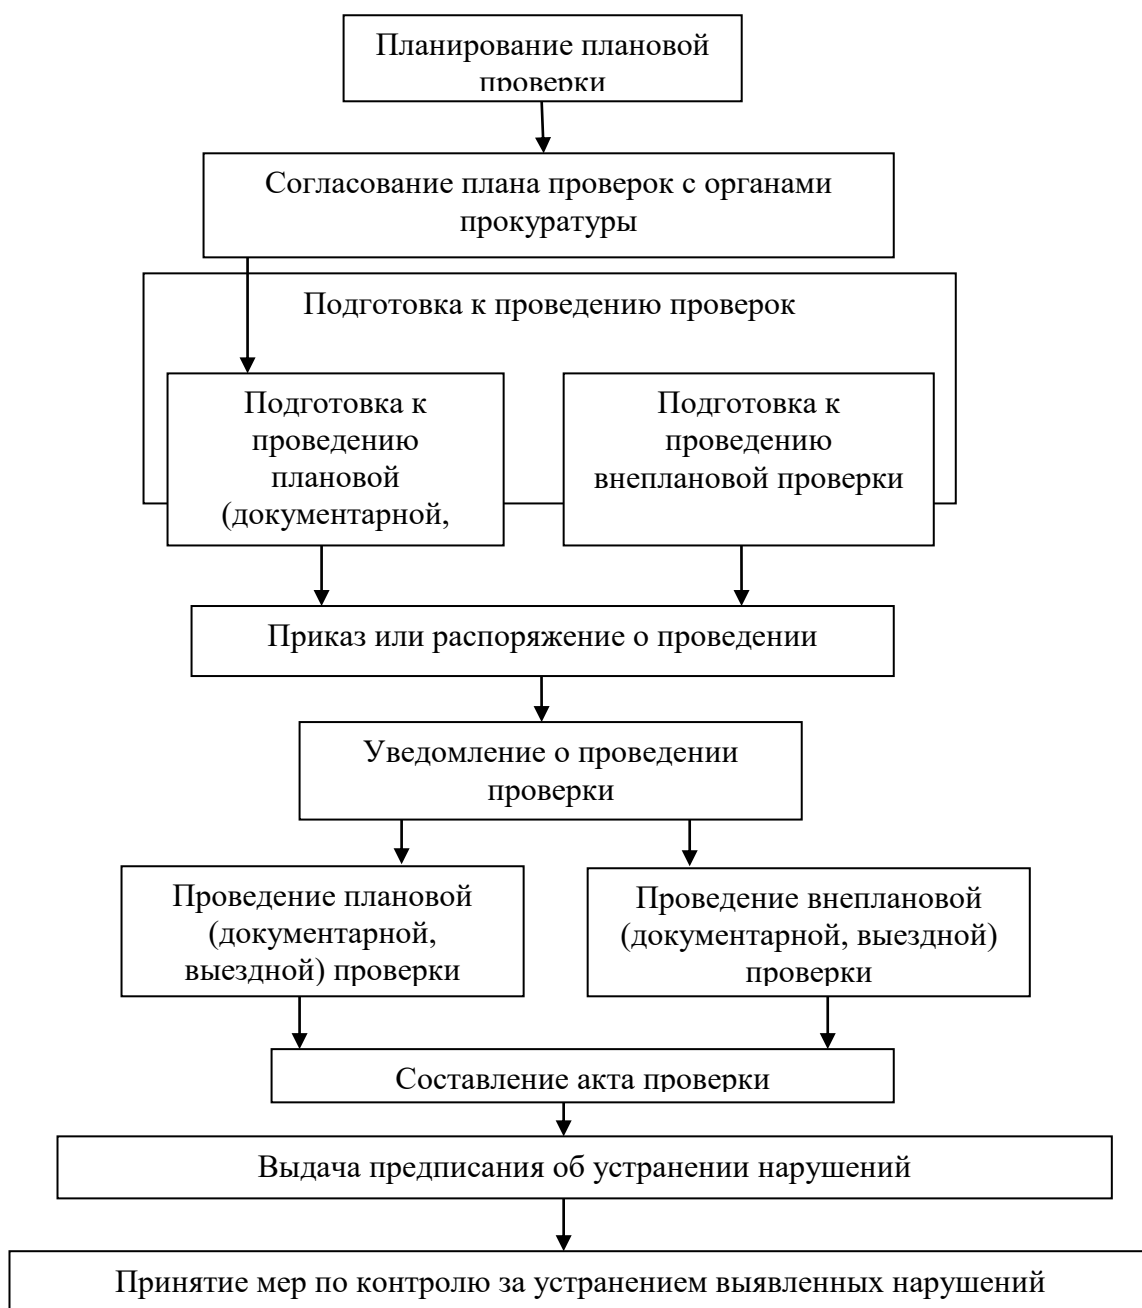 Планирование плановой
проверки
Согласование плана проверок с органами
прокуратуры
Подготовка к проведению проверок
Подготовка к
проведению
плановой
(документарной,
Подготовка к
проведению
внеплановой проверки
Приказ или распоряжение о проведении
Уведомление о проведении
проверки
Проведение плановой
(документарной,
выездной) проверки
Проведение внеплановой
(документарной, выездной)
проверки
Составление акта проверки
Выдача предписания об устранении нарушений
Принятие мер по контролю за устранением выявленных нарушений